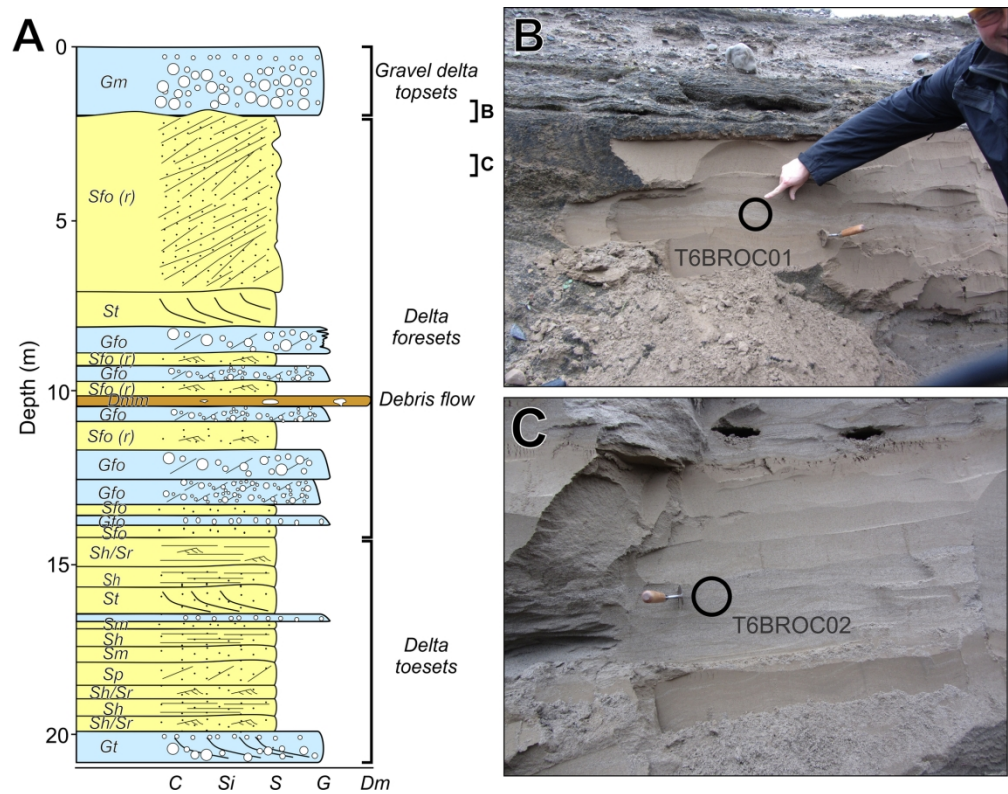 A
0
5
10
15
20
Depth (m)
Gm
Sfo (r)
St
Gfo
Sfo (r)
Gfo
Sfo (r)
Dmm
Gfo
Sfo (r)
Gfo
Gfo
Sfo
Gfo
Sfo
Sh/Sr
Sh
St
Sm
Sh
Sm
Sp
Sh/Sr
Sh
Sh/Sr
Gt
C Si S G Dm
Gravel delta
topsets
B
C
Delta
foresets
Debris flow
Delta
toesets
B
T6BROC01
C
T6BROC02